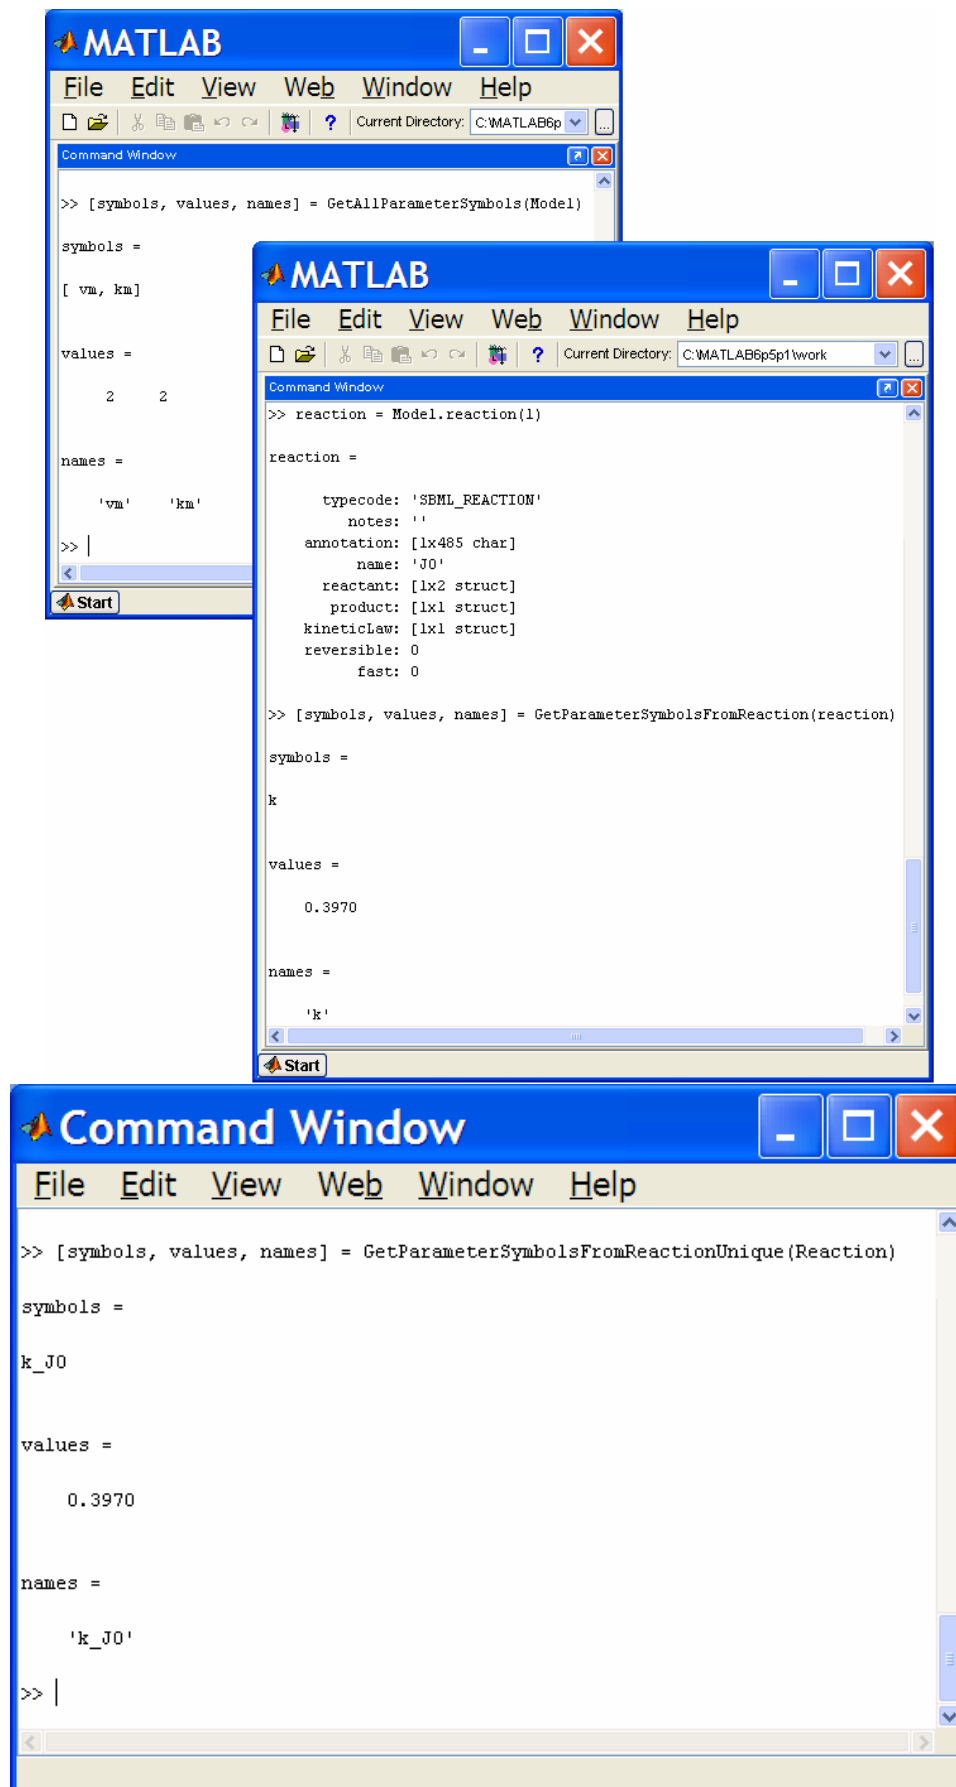 MATLAB
File Edit View Web Window Help
? Current Directory: C:\MATLAB6p ...
Command Window
>> [symbols, values, names] = GetAllParameterSymbols(Model)
symbols =
[ vm, km]
values =
2 2
names =
'vm' 'km'
>>
Start
MATLAB
File Edit View Web Window Help
? Current Directory: C:\MATLAB6p5p1\work ...
Command Window
>> reaction = Model.reaction(1)
reaction =
typecode: 'SBML_REACTION'
notes: ''
annotation: [1x485 char]
name: 'J0'
reactant: [1x2 struct]
product: [1x1 struct]
kineticLaw: [1x1 struct]
reversible: 0
fast: 0
>> [symbols, values, names] = GetParameterSymbolsFromReaction(reaction)
symbols =
k
values =
0.3970
names =
'k'
Start
Command Window
File Edit View Web Window Help
>> [symbols, values, names] = GetParameterSymbolsFromReactionUnique(Reaction)
symbols =
k_J0
values =
0.3970
names =
'k_J0'
>>